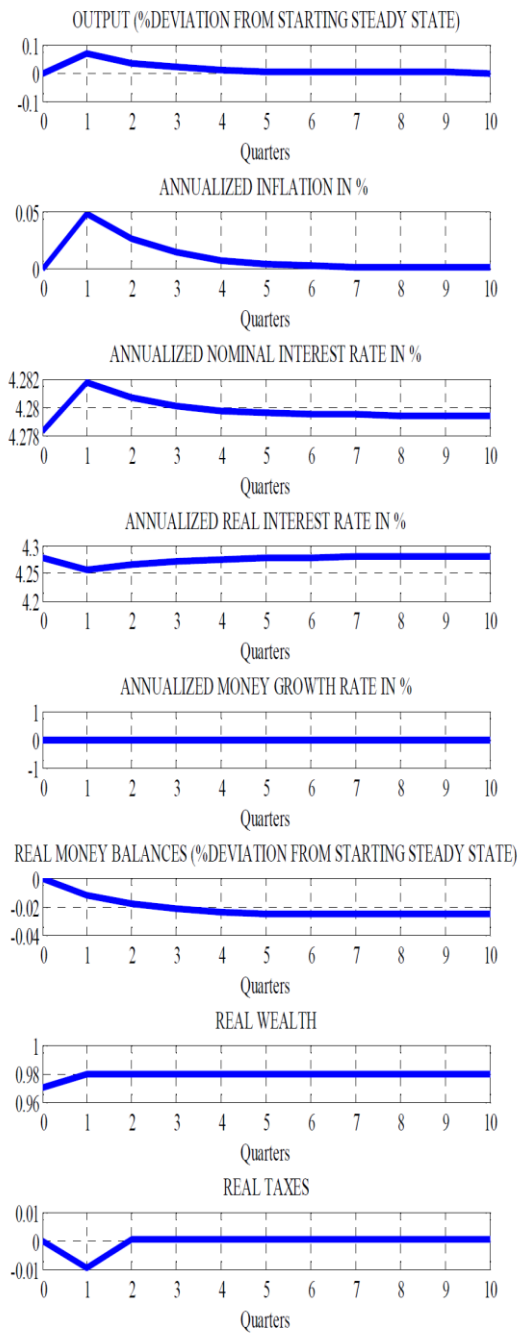 OUTPUT (%DEVIATION FROM STARTING STEADY STATE)
0.1
0
-0.1
0 1 2 3 4 5 6 7 8 9 10
Quarters
ANNUALIZED INFLATION IN %
0.05
0
0 1 2 3 4 5 6 7 8 9 10
Quarters
ANNUALIZED NOMINAL INTEREST RATE IN %
4.282
4.28
4.278
0 1 2 3 4 5 6 7 8 9 10
Quarters
ANNUALIZED REAL INTEREST RATE IN %
4.3
4.25
4.2
0 1 2 3 4 5 6 7 8 9 10
Quarters
ANNUALIZED MONEY GROWTH RATE IN %
1
0
-1
0 1 2 3 4 5 6 7 8 9 10
Quarters
REAL MONEY BALANCES (%DEVIATION FROM STARTING STEADY STATE)
0
-0.02
-0.04
0 1 2 3 4 5 6 7 8 9 10
Quarters
REAL WEALTH
1
0.98
0.96
0 1 2 3 4 5 6 7 8 9 10
Quarters
REAL TAXES
0.01
0
-0.01
0 1 2 3 4 5 6 7 8 9 10
Quarters